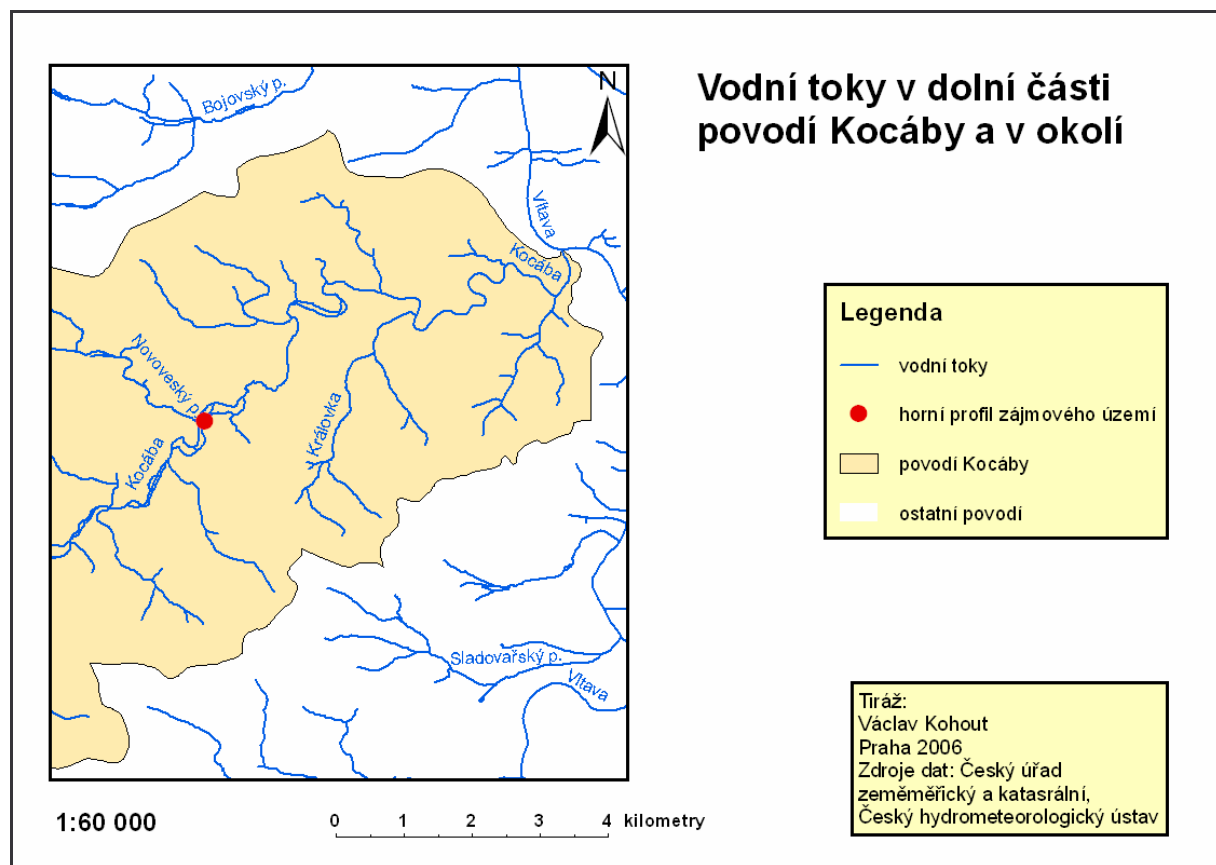 Vodní toky v dolní části
povodí Kocáby a v okolí
N
Bojovský p.
Vltava
Kocába
Novoveský p.
Kocába
Královka
Sladovařský p.
Vltava
Legenda
vodní toky
horní profil zájmového území
povodí Kocáby
ostatní povodí
Tiráž:
Václav Kohout
Praha 2006
Zdroje dat: Český úřad
zeměměřický a katasrální,
Český hydrometeorologický ústav
1:60 000
0 1 2 3 4 kilometry